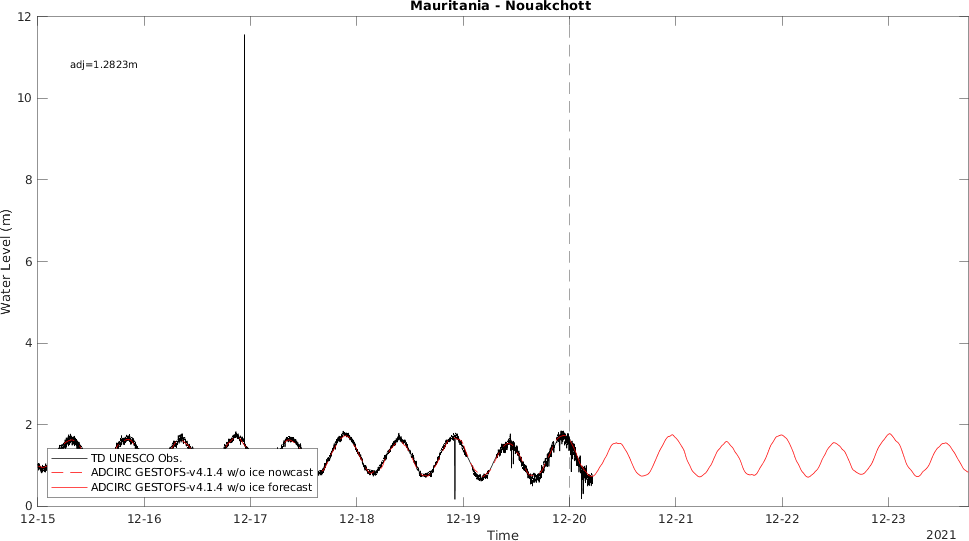 Mauritania - Nouakchott
12
adj=1.2823m
10
8
6
4
2
0
Water Level (m)
TD UNESCO Obs.
ADCIRC GESTOFS-v4.1.4 w/o ice nowcast
ADCIRC GESTOFS-v4.1.4 w/o ice forecast
12-15 12-16 12-17 12-18 12-19 12-20 12-21 12-22 12-23
Time
2021